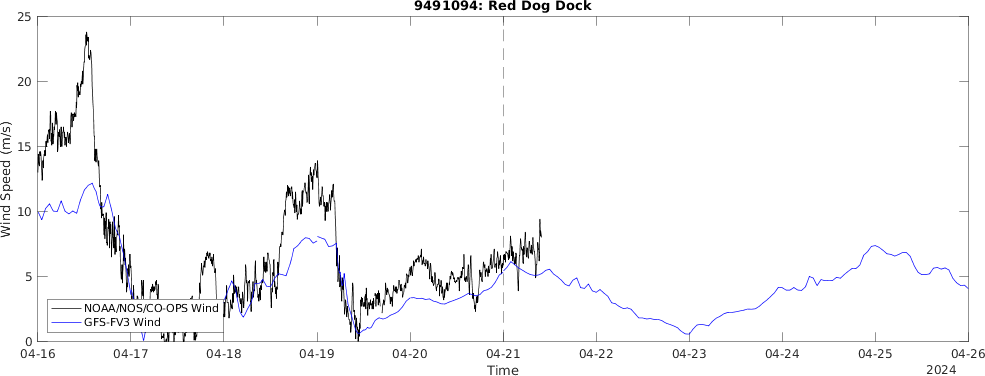 9491094: Red Dog Dock
Wind Speed (m/s)
25
20
15
10
5
0
NOAA/NOS/CO-OPS Wind
GFS-FV3 Wind
04-16 04-17 04-18 04-19 04-20 04-21 04-22 04-23 04-24 04-25 04-26
Time
2024